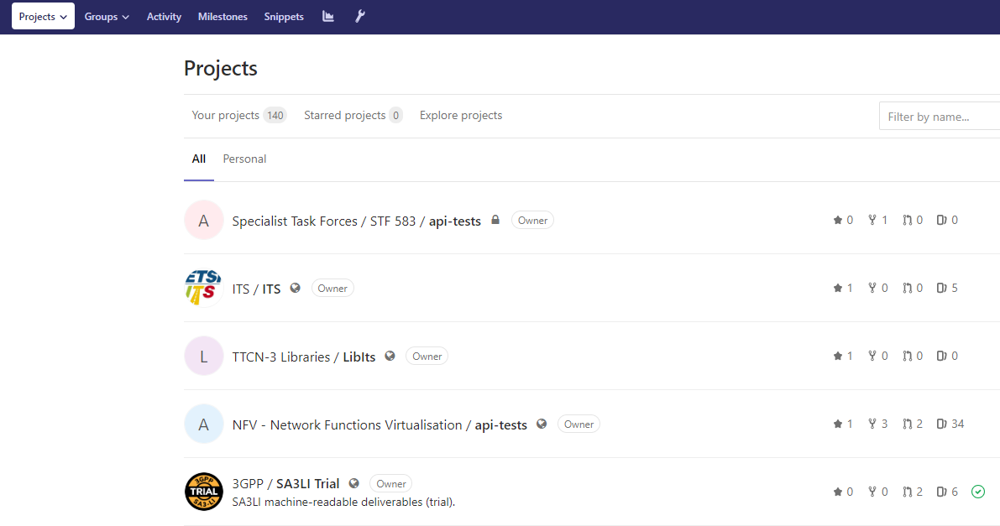 Projects Groups Activity Milestones Snippets
Projects
Your projects 140 Starred projects 0 Explore projects Filter by name...
All Personal
A Specialist Task Forces / STF 583 / api-tests Owner 0 1 0 0
ETSI
ITS
ITS / ITS Owner 1 0 0 5
L TTCN-3 Libraries / LibIts Owner 1 0 0 0
A NFV - Network Functions Virtualisation / api-tests Owner 1 3 2 34
3GPP
TRIAL
SA3-LI
3GPP / SA3LI Trial Owner 0 0 2 6
SA3LI machine-readable deliverables (trial).